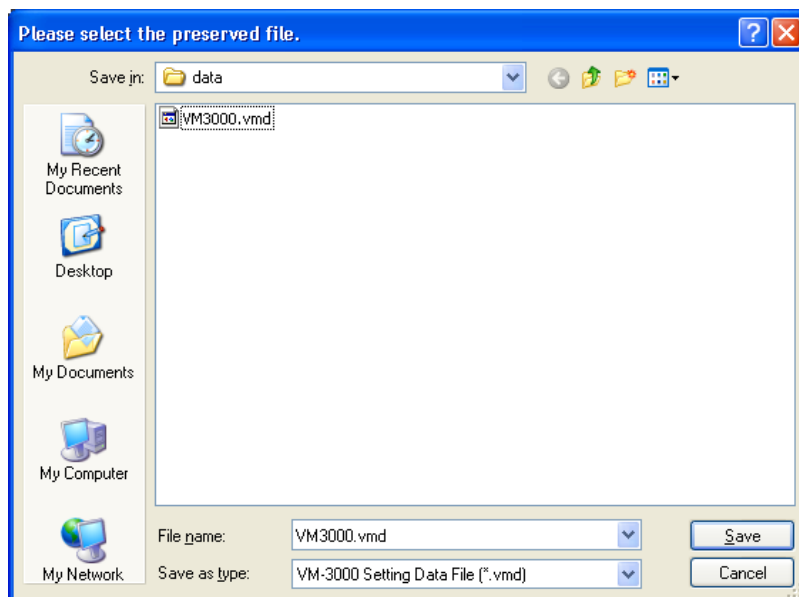 Please select the preserved file.
Save in:
data
My Recent
Documents
Desktop
My Documents
My Computer
My Network
VM3000.vmd
File name:
VM3000.vmd
Save
Save as type:
VM-3000 Setting Data File (*.vmd)
Cancel